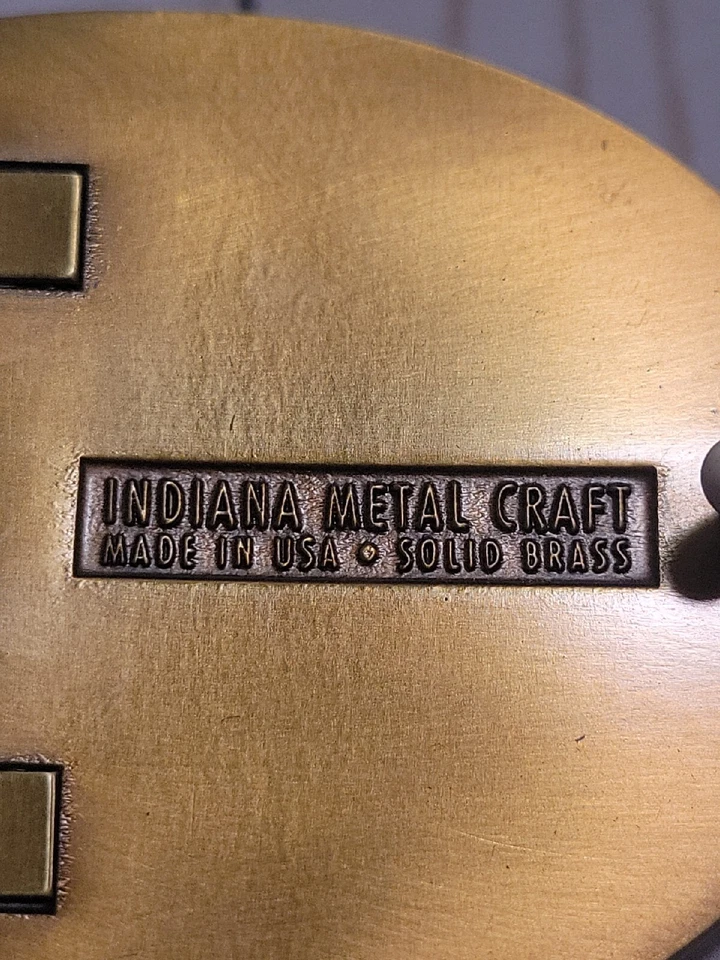 INDIANA METAL CRAFT
MADE IN USA • SOLID BRASS